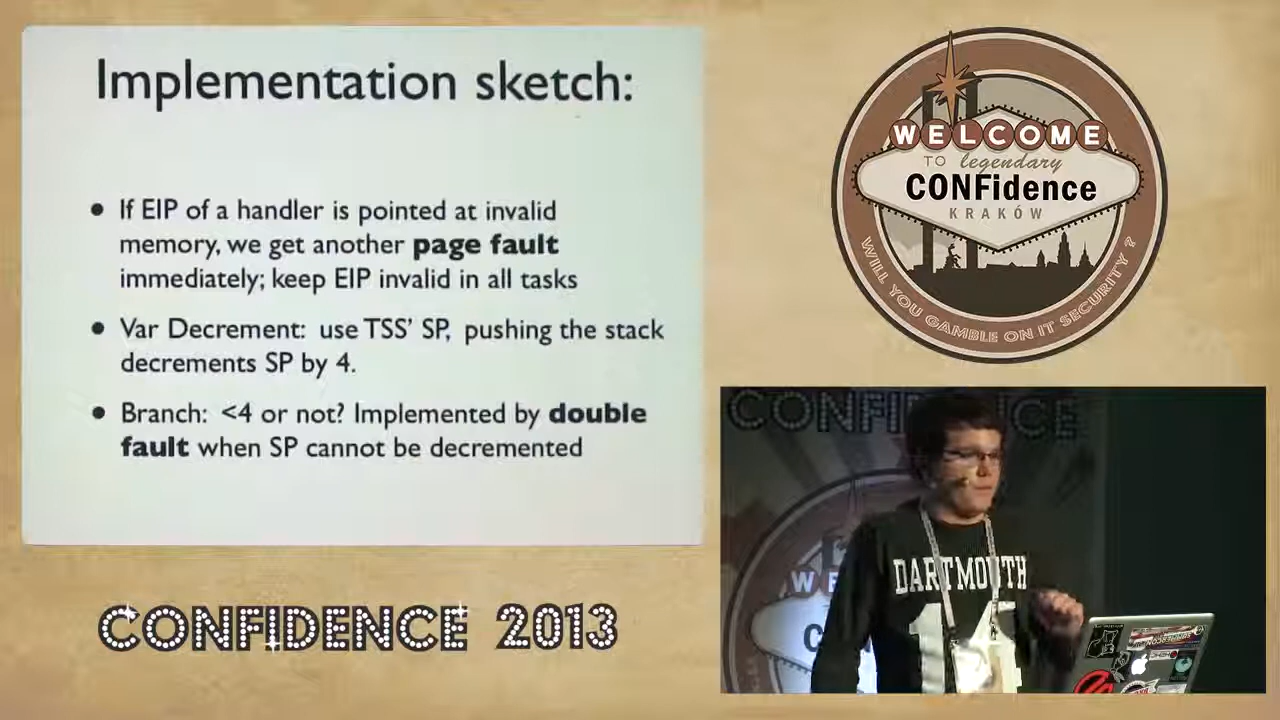 Implementation sketch:
• If EIP of a handler is pointed at invalid
memory, we get another page fault
immediately; keep EIP invalid in all tasks
• Var Decrement: use TSS’ SP, pushing the stack
decrements SP by 4.
• Branch: <4 or not? Implemented by double
fault when SP cannot be decremented
WELCOME
TO legendary
CONFidence
KRAKÓW
WILL YOU GAMBLE ON IT SECURITY?
CONFIDENCE 2013
DARTMOUTH